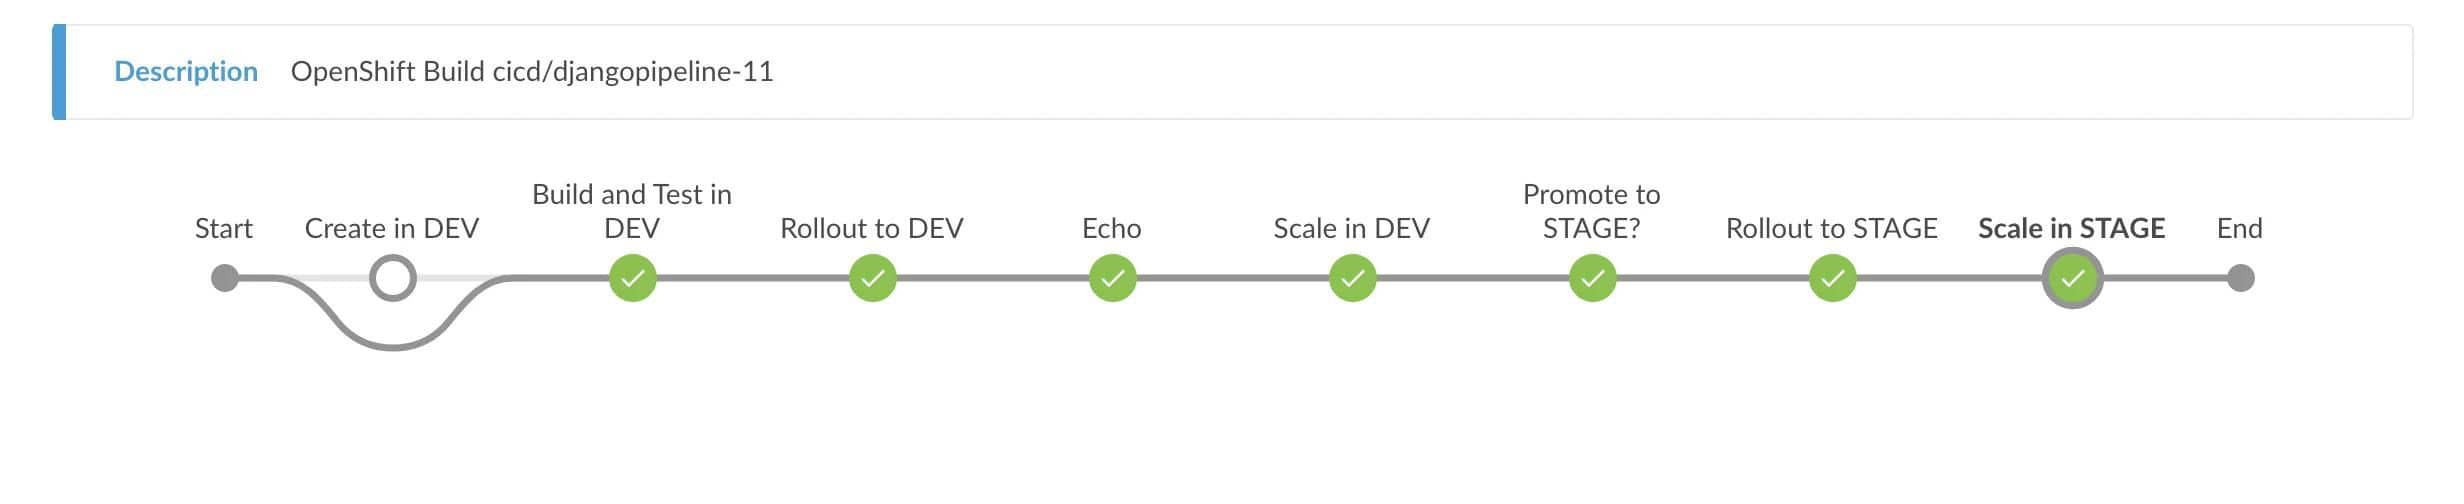 Description OpenShift Build cicd/djangopipeline-11
Start
Create in DEV
Build and Test in
DEV
Rollout to DEV
Echo
Scale in DEV
Promote to
STAGE?
Rollout to STAGE
Scale in STAGE
End